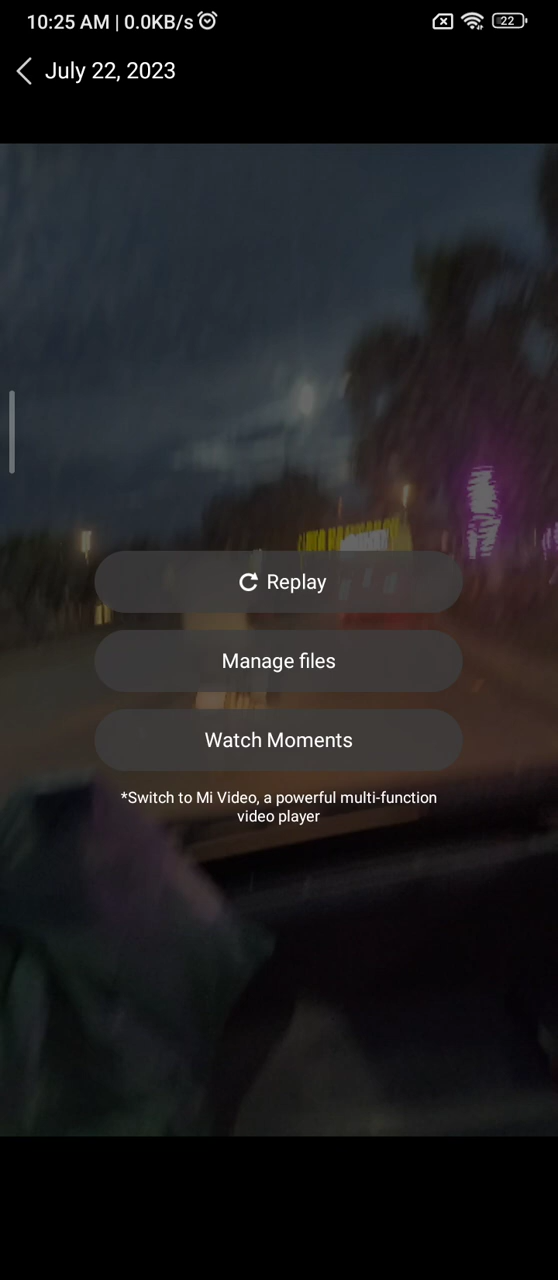 10:25 AM | 0.0KB/s
22
July 22, 2023
Replay
Manage files
Watch Moments
*Switch to Mi Video, a powerful multi-function
video player